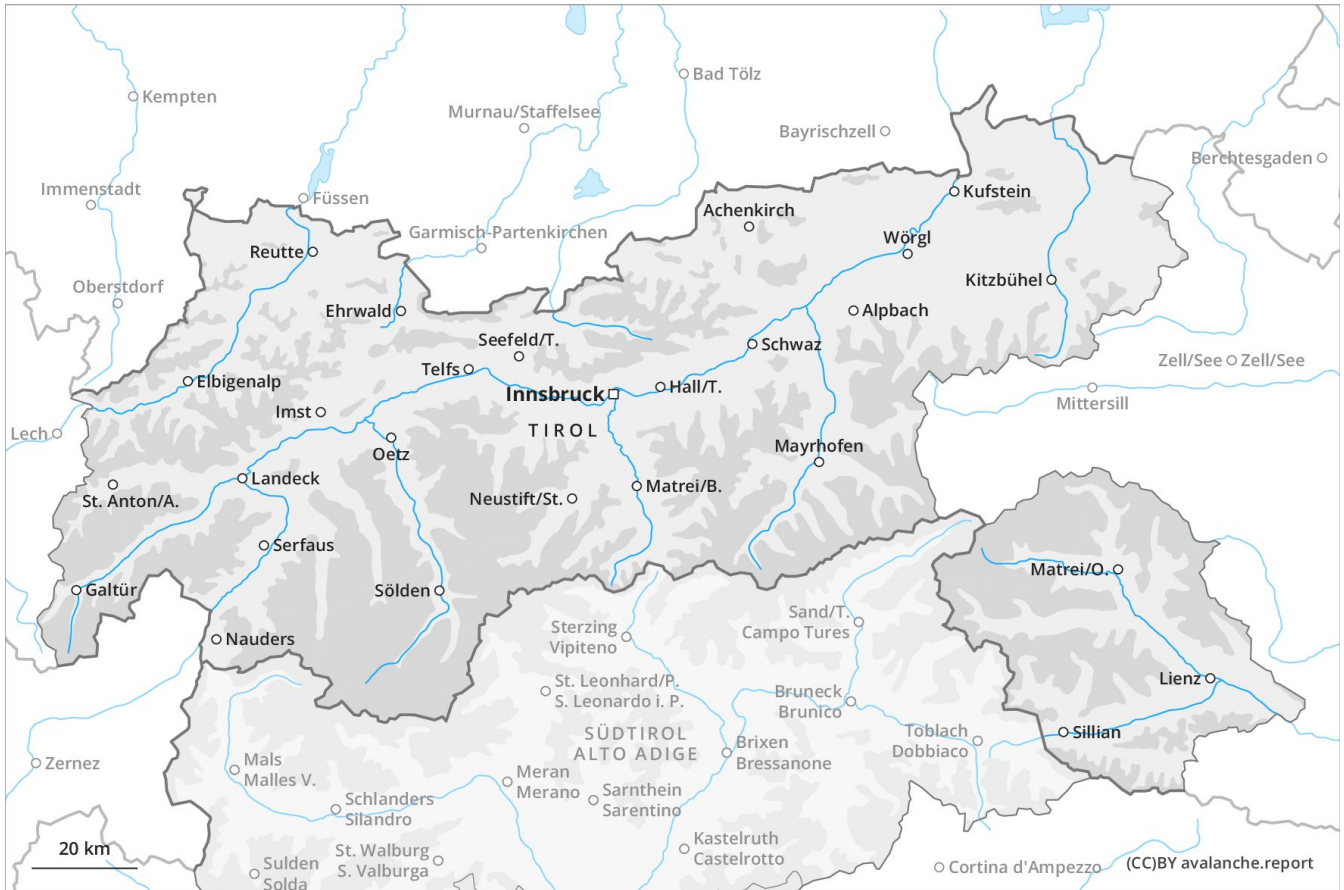 Bad Tölz
Kempten
Murnau/Staffelsee
Bayrischzell
Berchtesgaden
Immenstadt
Füssen
Kufstein
Achenkirch
Garmisch-Partenkirchen
Wörgl
Reutte
Kitzbühel
Oberstdorf
Ehrwald
Alpbach
Seefeld/T.
Schwaz
Zell/See
Zell/See
Telfs
Elbigenalp
Innsbruck
Hall/T.
Mittersill
Imst
TIROL
Lech
Oetz
Mayrhofen
Landeck
St. Anton/A.
Neustift/St.
Matrei/B.
Serfaus
Matrei/O.
Galtür
Sölden
Sand/T.
Campo Tures
Nauders
Sterzing
Vipiteno
Lienz
St. Leonhard/P.
S. Leonardo i. P.
Bruneck
Brunico
SÜDTIROL
ALTO ADIGE
Toblach
Dobbiaco
Sillian
Brixen
Bressanone
Zernez
Mals
Malles V.
Meran
Merano
Sarnthein
Sarentino
Schlanders
Silandro
Kastelruth
Castelrotto
20 km
St. Walburg
S. Valburga
Sulden
Solda
Cortina d'Ampezzo
(CC)BY avalanche.report